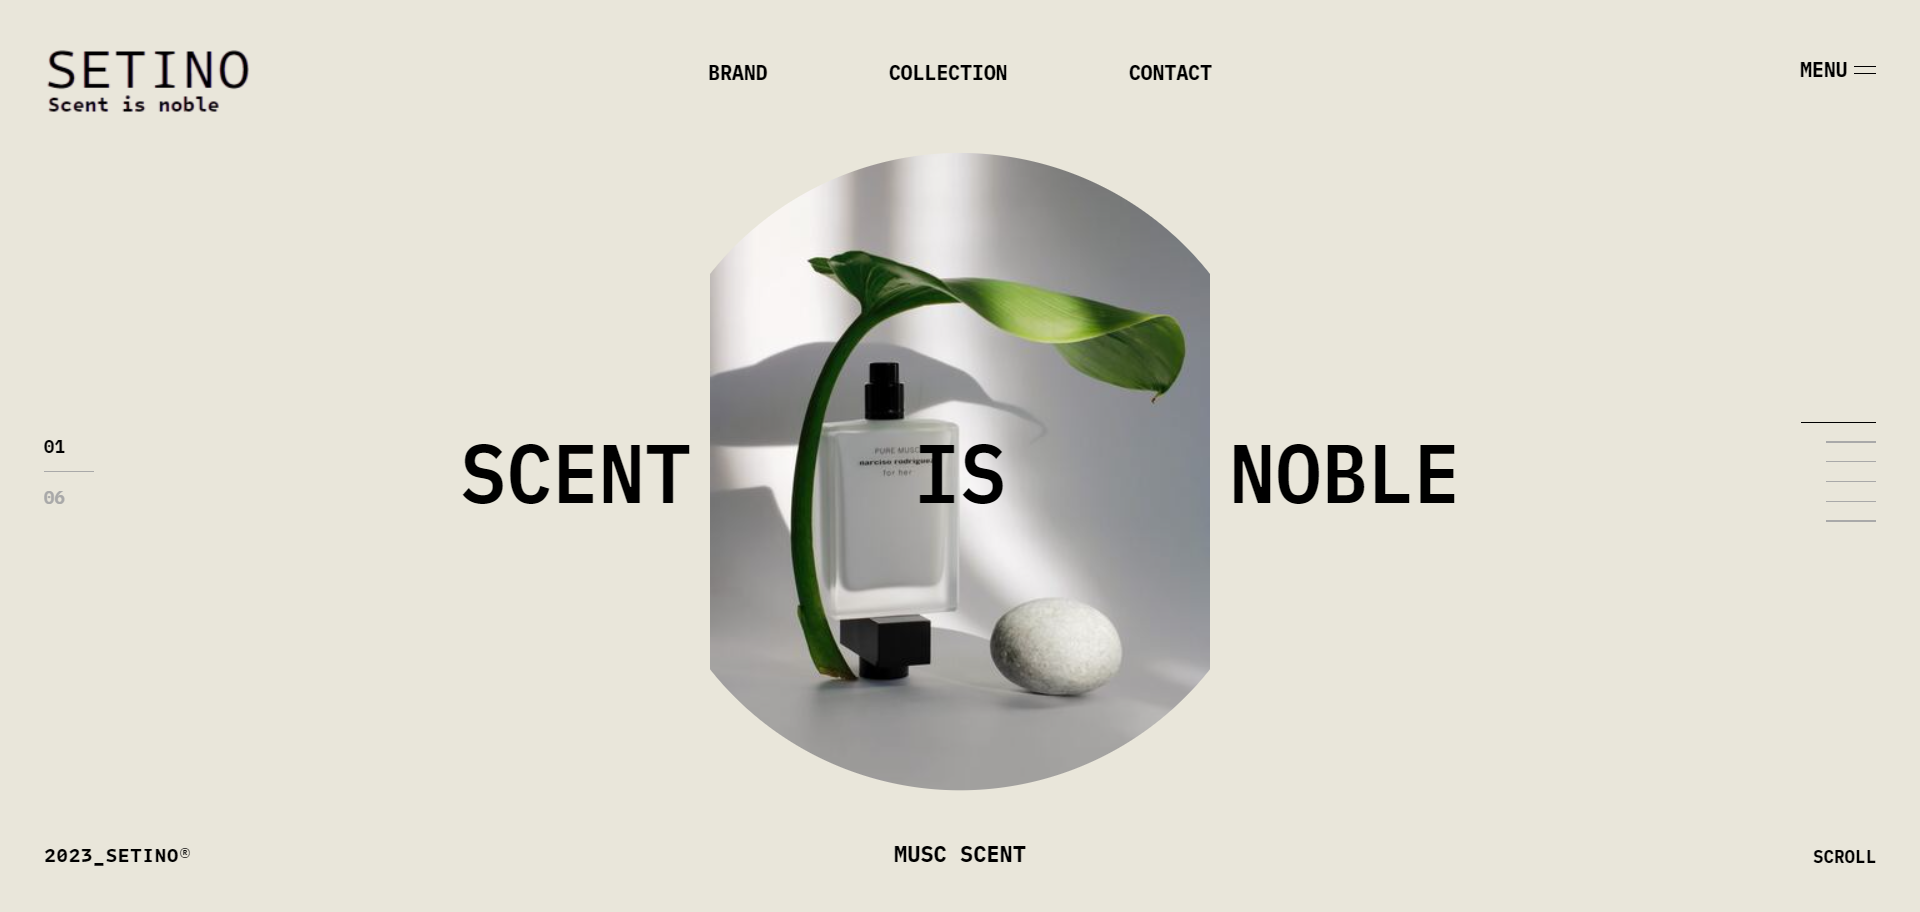 SETINO
Scent is noble
BRAND
COLLECTION
CONTACT
MENU
PURE MUSC
narciso rodriguez
for her
SCENT IS NOBLE
01
06
2023_SETINO®
MUSC SCENT
SCROLL